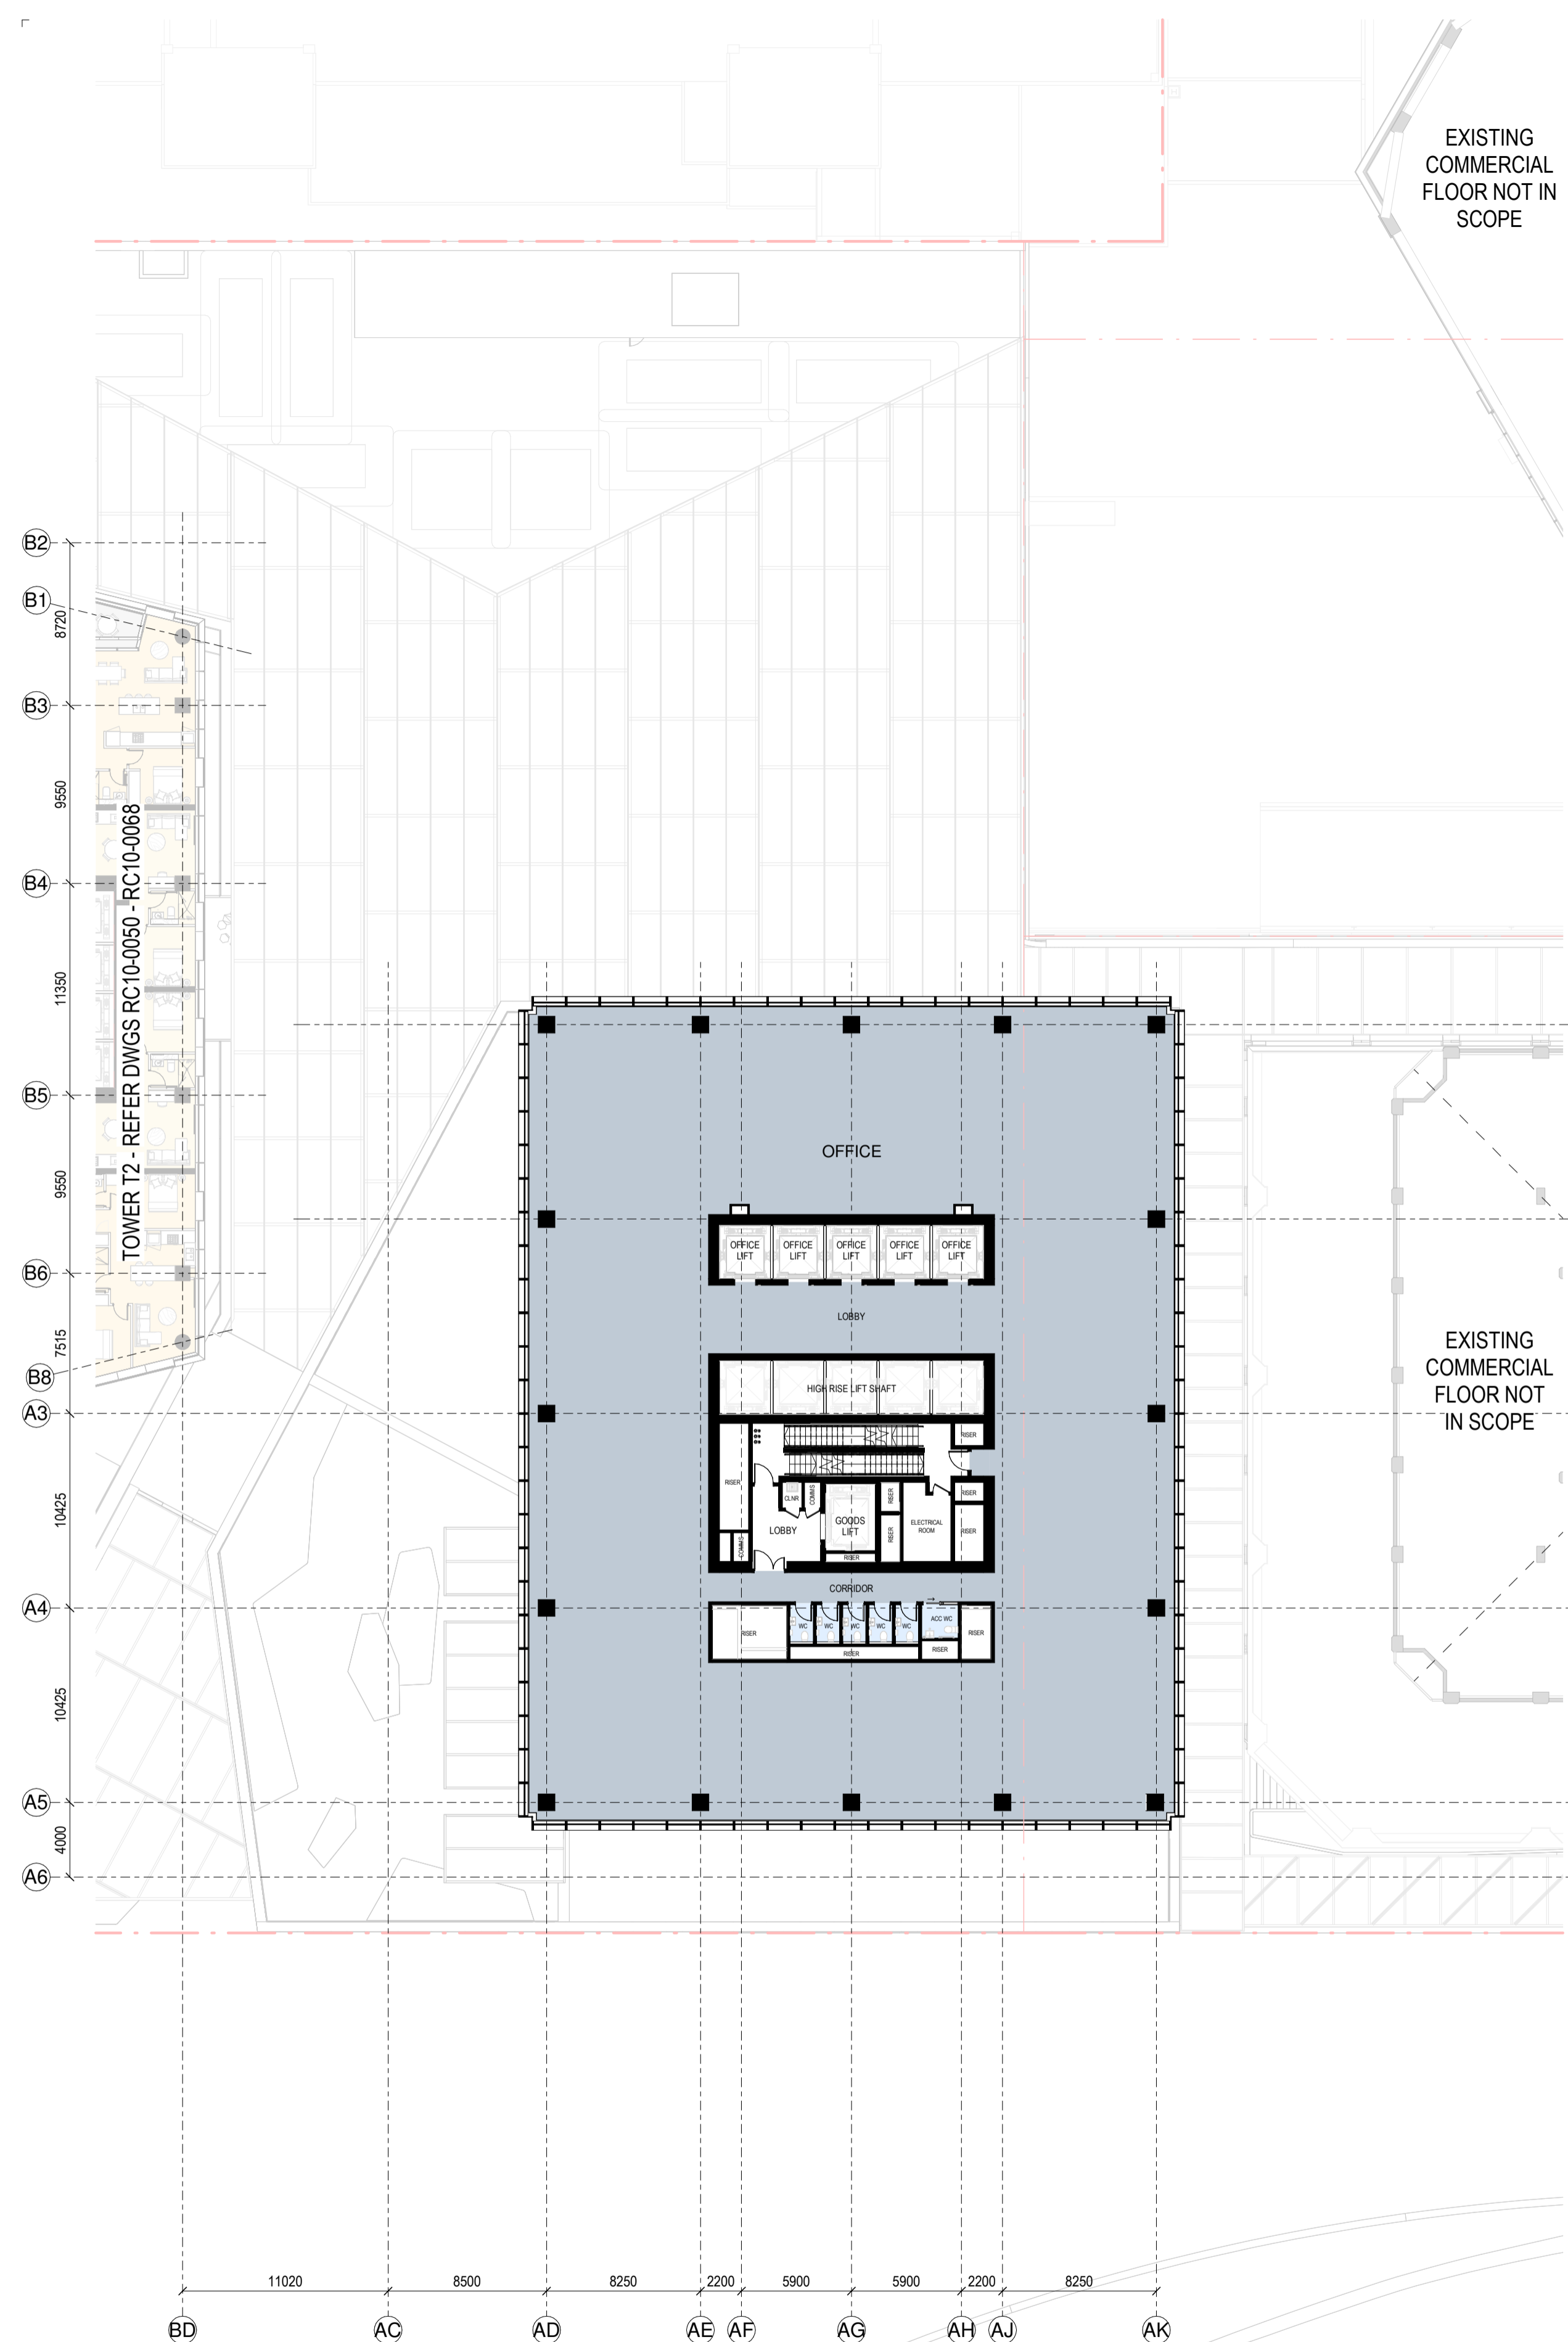 EXISTING
COMMERCIAL
FLOOR NOT IN
SCOPE
B2
B1
8720
B3
9550
TOWER T2 - REFER DWGS RC10-0050 - RC10-0068
B4
11350
B5
OFFICE
9550
OFFICE
LIFT
OFFICE
LIFT
OFFICE
LIFT
OFFICE
LIFT
OFFICE
LIFT
B6
LOBBY
7515
EXISTING
COMMERCIAL
FLOOR NOT
IN SCOPE
B8
HIGH RISE LIFT SHAFT
A3
RISER
RISER
RISER
CLNR
COMMS
RISER
10425
GOODS
LIFT
ELECTRICAL
ROOM
LOBBY
RISER
RISER
COMMS
RISER
CORRIDOR
A4
WC
WC
WC
WC
WC
ACC WC
RISER
RISER
RISER
RISER
10425
A5
4000
A6
11020
8500
8250
2200
5900
5900
2200
8250
BD
AC
AD
AE
AF
AG
AH
AJ
AK